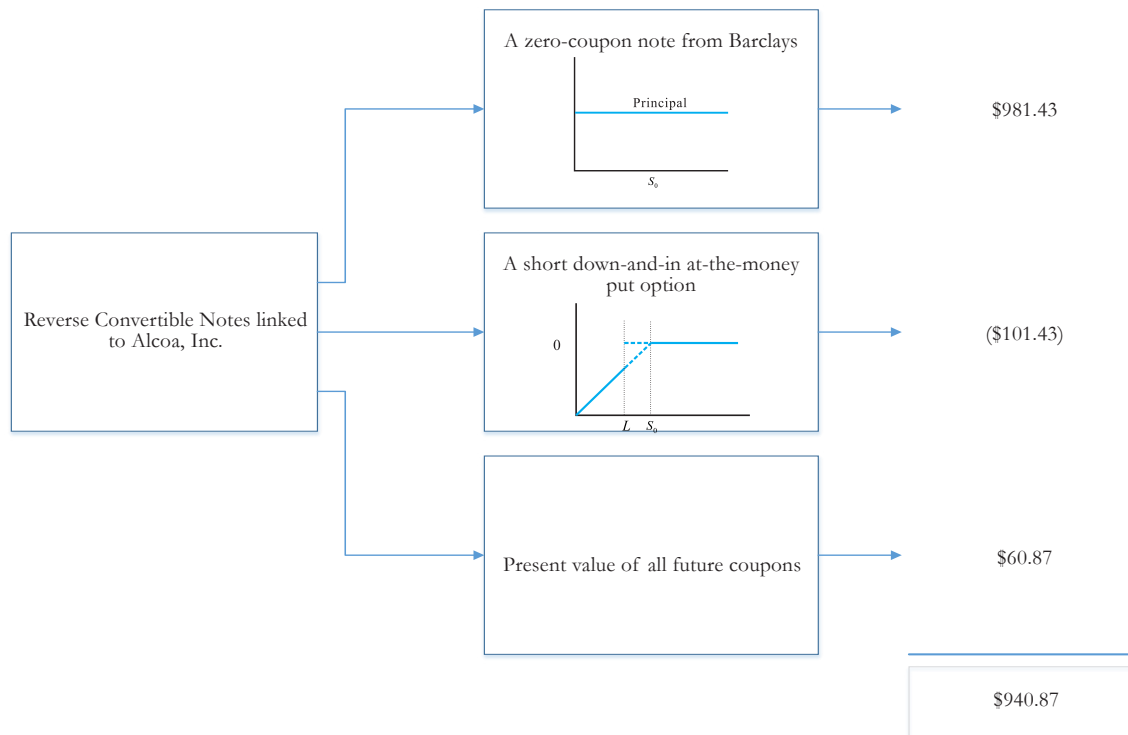 A zero-coupon note from Barclays
Principal
S₀
$981.43
Reverse Convertible Notes linked
to Alcoa, Inc.
A short down-and-in at-the-money
put option
0
L S₀
($101.43)
Present value of all future coupons
$60.87
$940.87